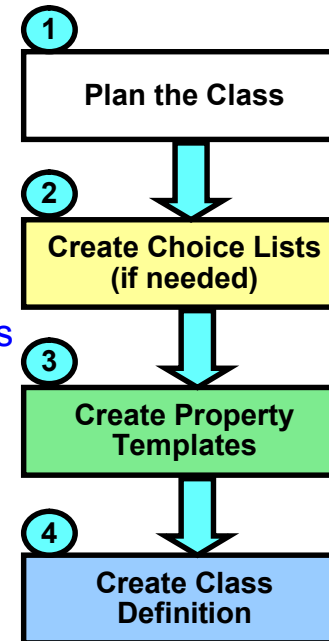 1
Plan the Class
2
Create Choice Lists
(if needed)
s
3
Create Property
Templates
4
Create Class
Definition